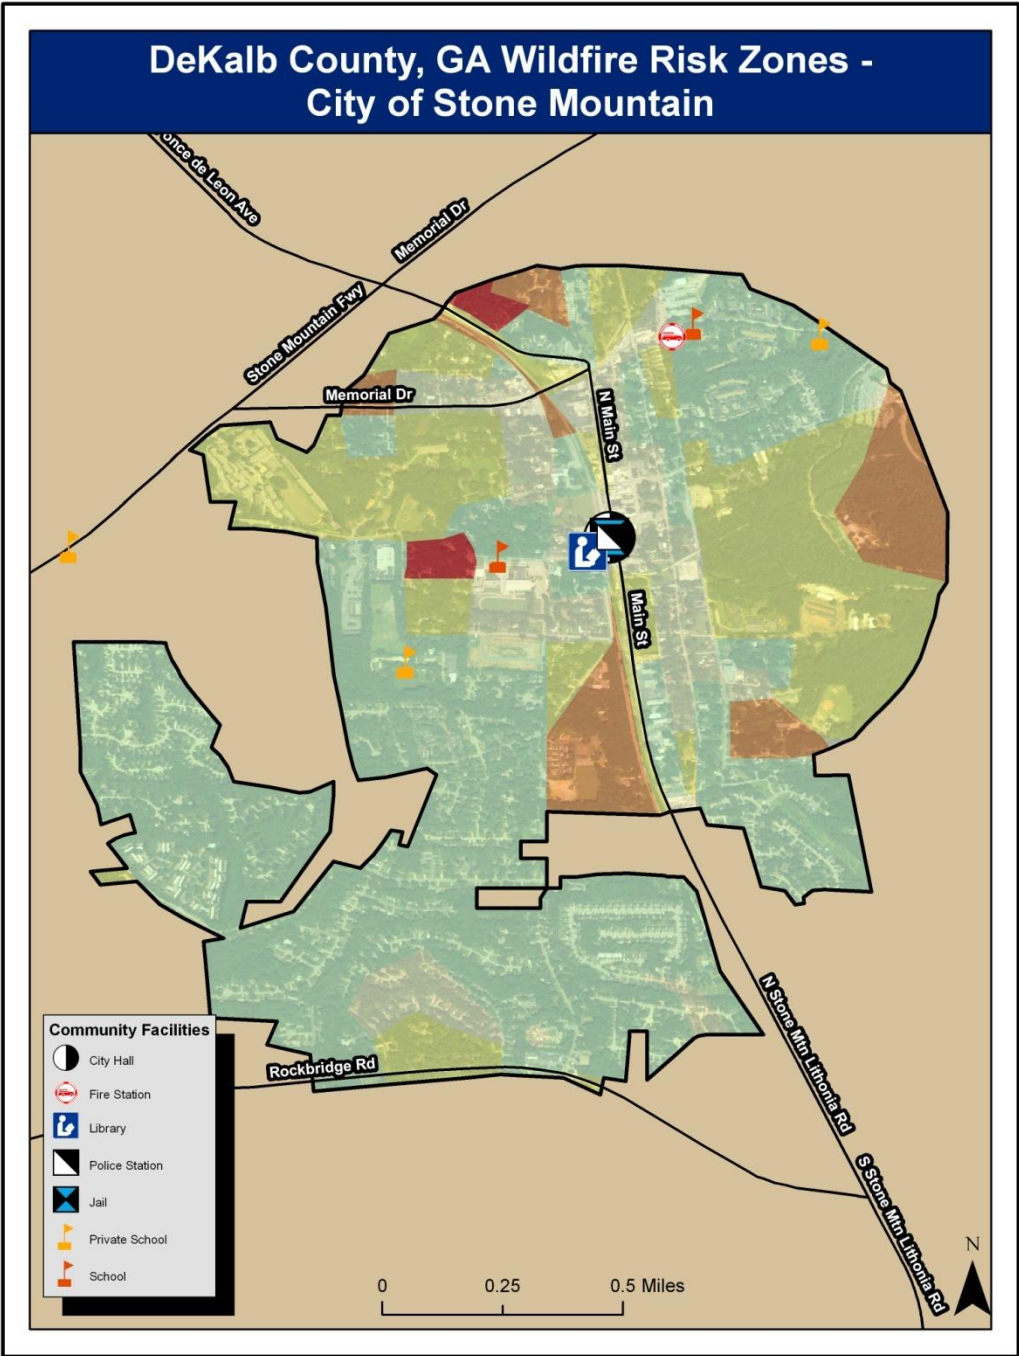 DeKalb County, GA Wildfire Risk Zones -
City of Stone Mountain
Ponce de Leon Ave
Memorial Dr
Stone Mountain Fwy
Memorial Dr
N Main St
Main St
N Stone Mtn Lithonia Rd
Rockbridge Rd
S Stone Mtn Lithonia Rd
Community Facilities
City Hall
Fire Station
Library
Police Station
Jail
Private School
School
0 0.25 0.5 Miles
N